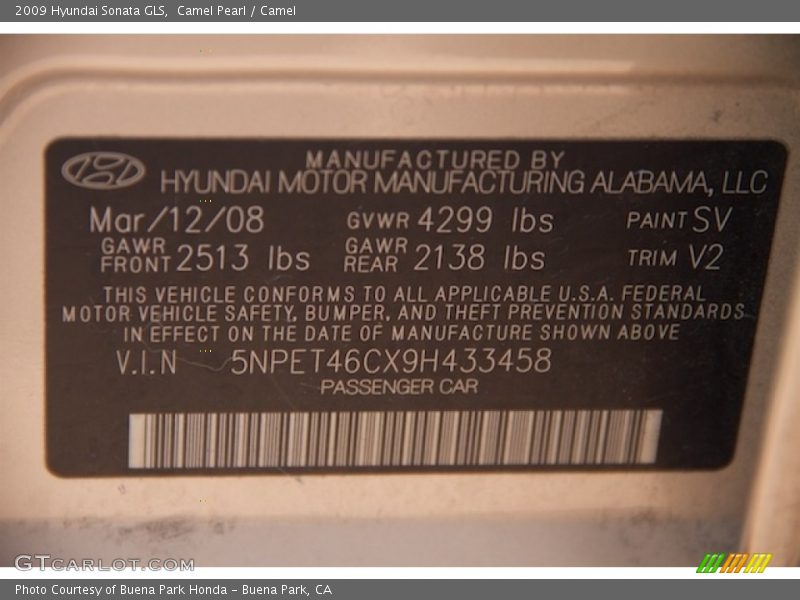 2009 Hyundai Sonata GLS,  Camel Pearl / Camel
MANUFACTURED BY
HYUNDAI MOTOR MANUFACTURING ALABAMA, LLC
Mar/12/08 GVWR 4299 lbs PAINT SV
GAWR FRONT 2513 lbs GAWR REAR 2138 lbs TRIM V2
THIS VEHICLE CONFORMS TO ALL APPLICABLE U.S.A. FEDERAL
MOTOR VEHICLE SAFETY, BUMPER, AND THEFT PREVENTION STANDARDS
IN EFFECT ON THE DATE OF MANUFACTURE SHOWN ABOVE
V.I.N 5NPET46CX9H433458
PASSENGER CAR
GTCARLOT.COM
Photo Courtesy of Buena Park Honda - Buena Park, CA